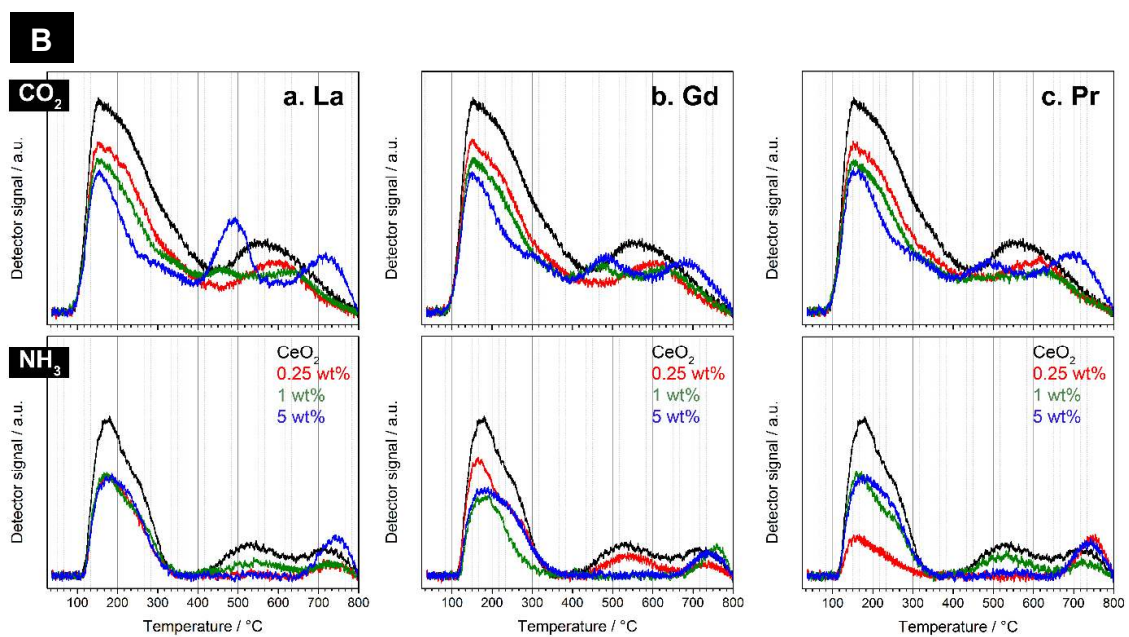 B
CO₂
a. La
b. Gd
c. Pr
Detector signal / a.u.
Detector signal / a.u.
Detector signal / a.u.
NH₃
CeO₂
0.25 wt%
1 wt%
5 wt%
CeO₂
0.25 wt%
1 wt%
5 wt%
CeO₂
0.25 wt%
1 wt%
5 wt%
Detector signal / a.u.
Detector signal / a.u.
Detector signal / a.u.
100 200 300 400 500 600 700 800
100 200 300 400 500 600 700 800
100 200 300 400 500 600 700 800
Temperature / °C
Temperature / °C
Temperature / °C